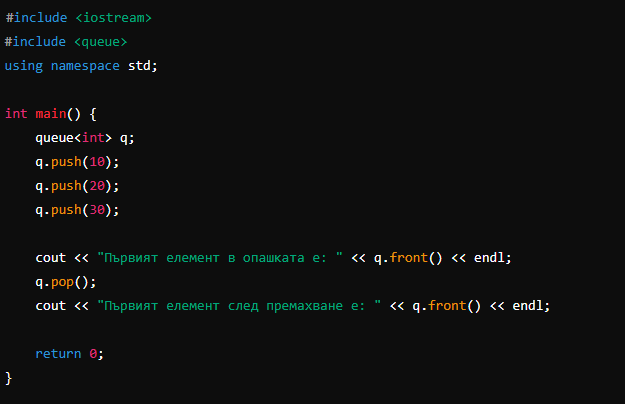 #include <iostream>
#include <queue>
using namespace std;
int main() {
queue<int> q;
q.push(10);
q.push(20);
q.push(30);
cout << "Първият елемент в опашката е: " << q.front() << endl;
q.pop();
cout << "Първият елемент след премахване е: " << q.front() << endl;
return 0;
}